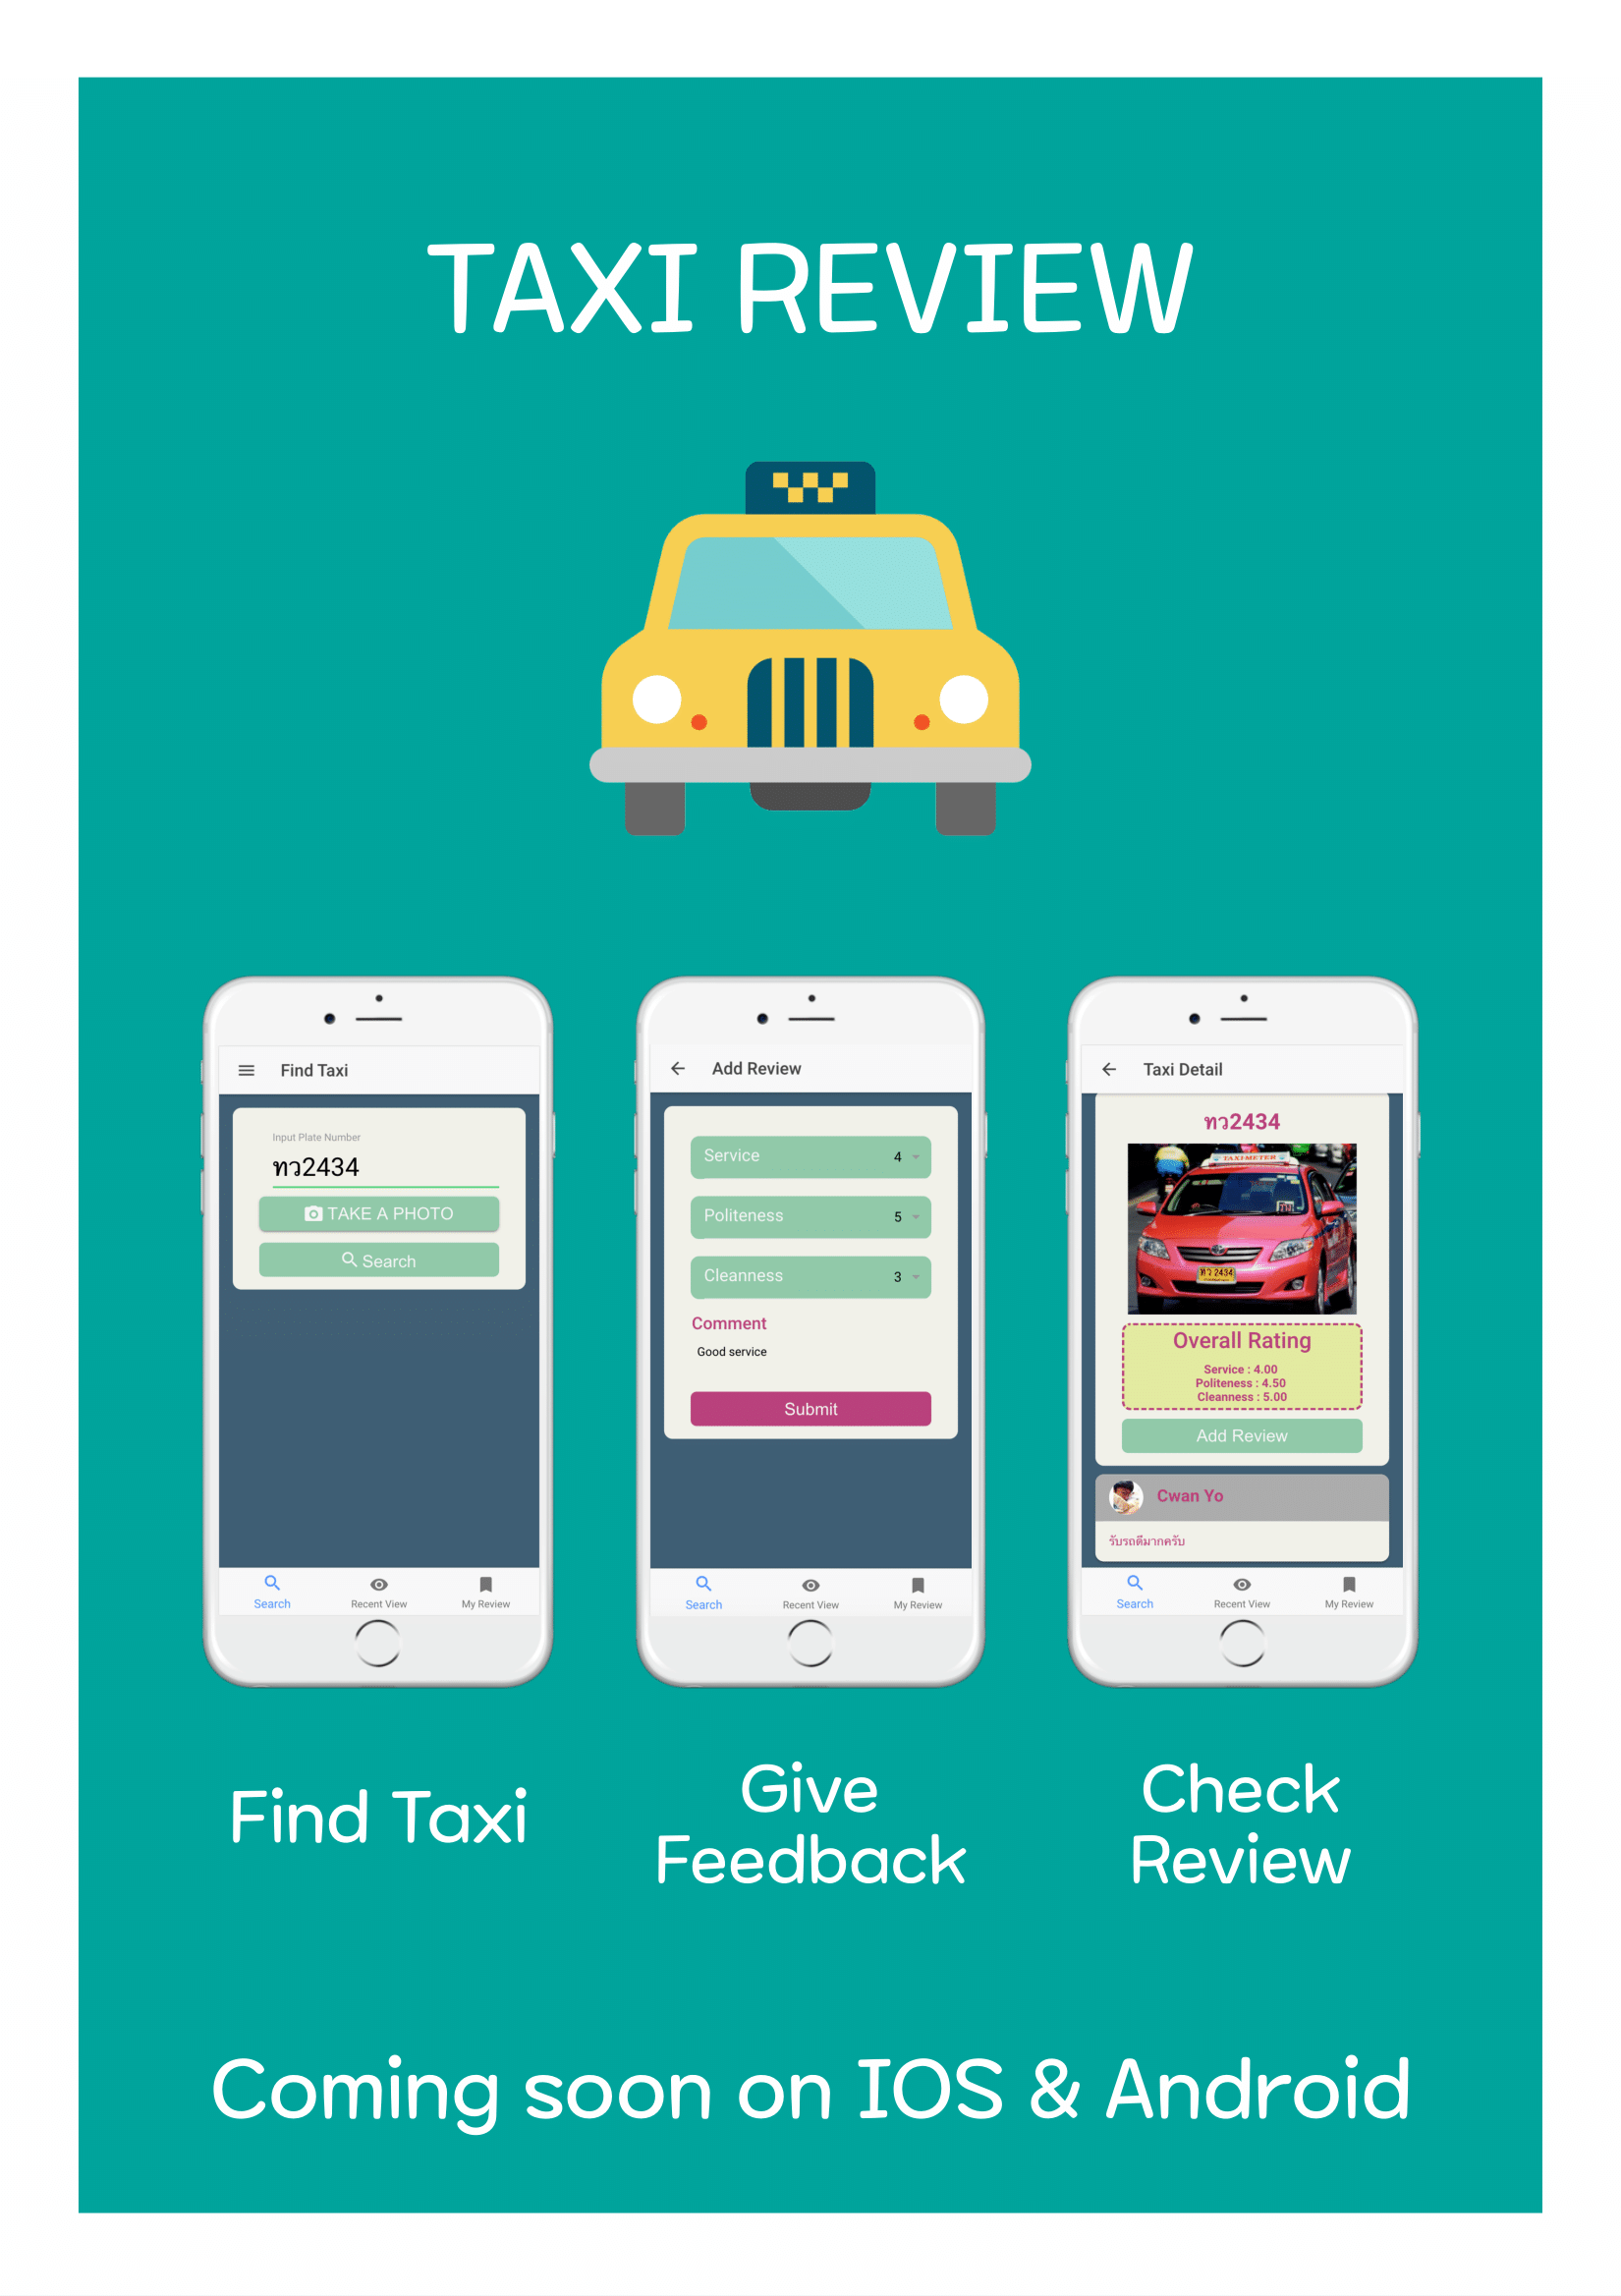 TAXI REVIEW
Find Taxi
Input Plate Number
ทว2434
TAKE A PHOTO
Search
Search
Recent View
My Review
Add Review
Service 4
Politeness 5
Cleanness 3
Comment
Good service
Submit
Search
Recent View
My Review
Taxi Detail
ทว2434
TAXI-METER
ทว 2434
Overall Rating
Service : 4.00
Politeness : 4.50
Cleanness : 5.00
Add Review
Cwan Yo
รับรถดีมากครับ
Search
Recent View
My Review
Find Taxi
Give
Feedback
Check
Review
Coming soon on IOS & Android